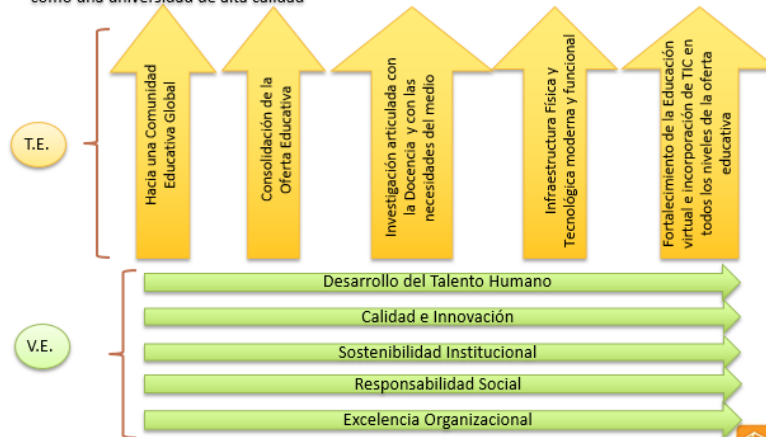 como una universidad de alta calidad
T.E.
Hacia una Comunidad
Educativa Global
Consolidación de la
Oferta Educativa
Investigación articulada con
la Docencia y con las
necesidades del medio
Infraestructura Física y
Tecnológica moderna y funcional
Fortalecimiento de la Educación
virtual e incorporación de TIC en
todos los niveles de la oferta
educativa
V.E.
Desarrollo del Talento Humano
Calidad e Innovación
Sostenibilidad Institucional
Responsabilidad Social
Excelencia Organizacional